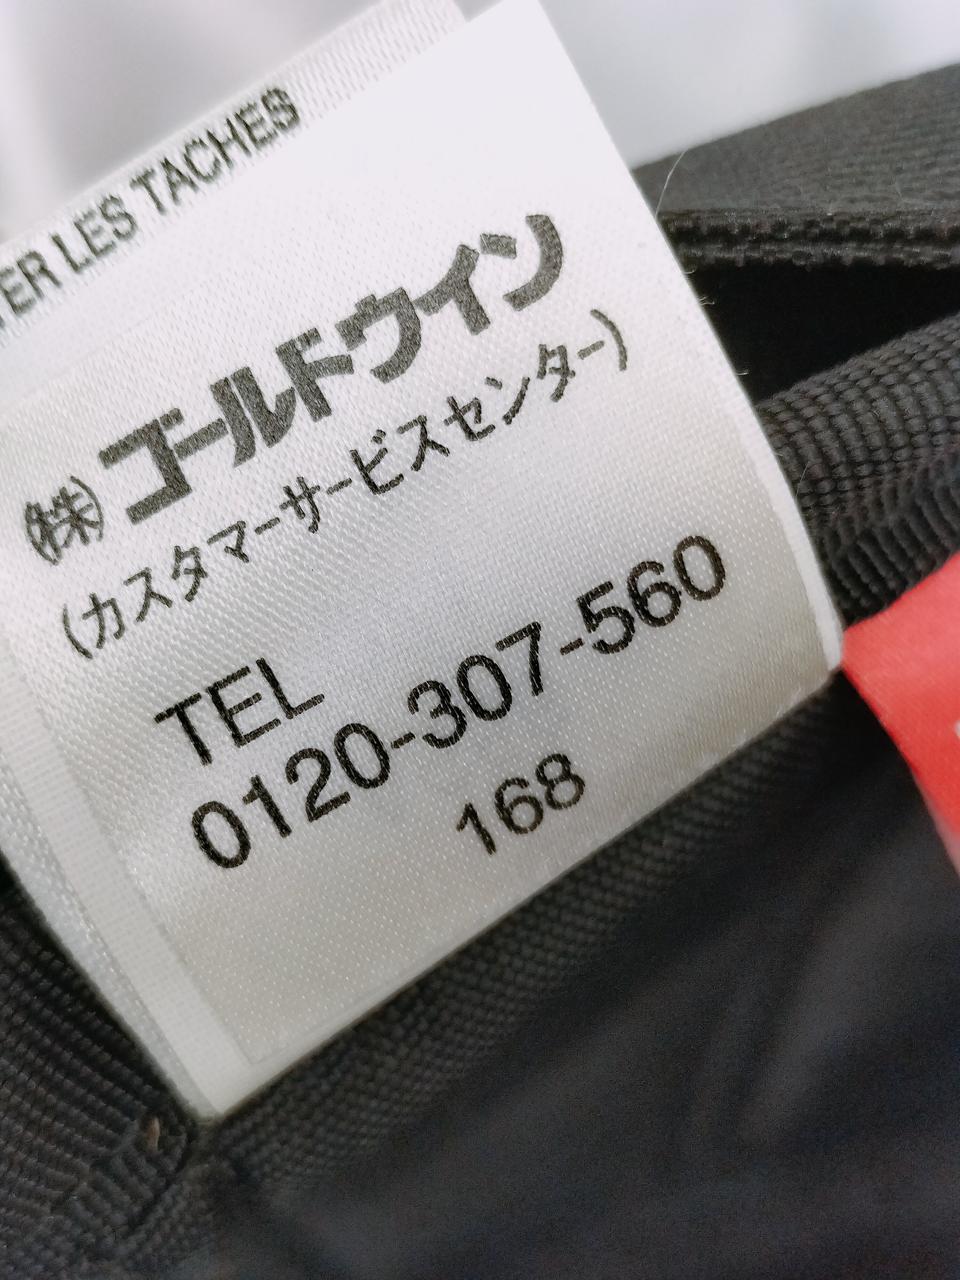 TER LES TACHES
(株)ゴールドウイン
(カスタマーサービスセンター)
TEL
0120-307-560
168